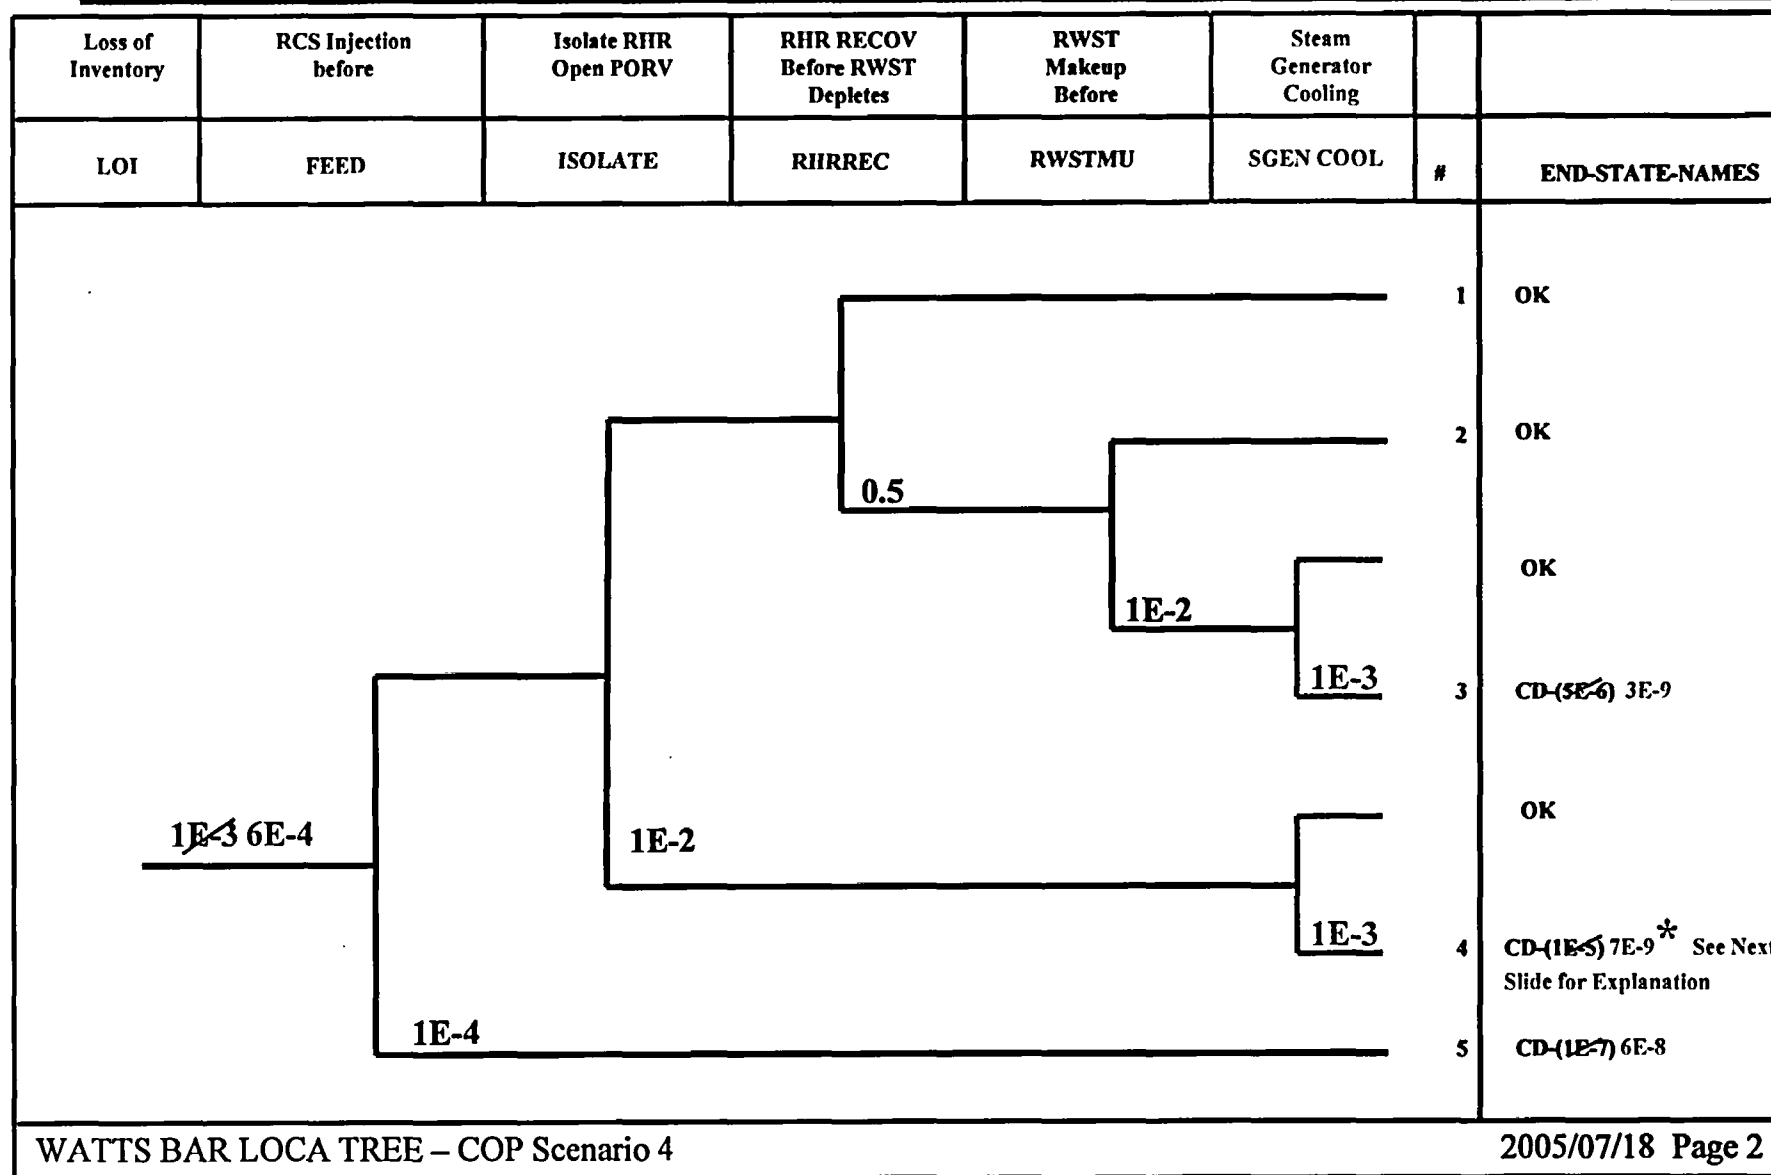 Loss of
Inventory
RCS Injection
before
Isolate RHR
Open PORV
RHR RECOV
Before RWST
Depletes
RWST
Makeup
Before
Steam
Generator
Cooling
LOI
FEED
ISOLATE
RHRREC
RWSTMU
SGEN COOL
#
END-STATE-NAMES
1 OK
2 OK
0.5
OK
1E-2
1E-3
3 CD-(5E-6) 3E-9
OK
1E-3 6E-4
1E-2
1E-3
4 CD-(1E-5) 7E-9* See Next
Slide for Explanation
1E-4
5 CD-(1E-7) 6E-8
WATTS BAR LOCA TREE – COP Scenario 4
2005/07/18 Page 2